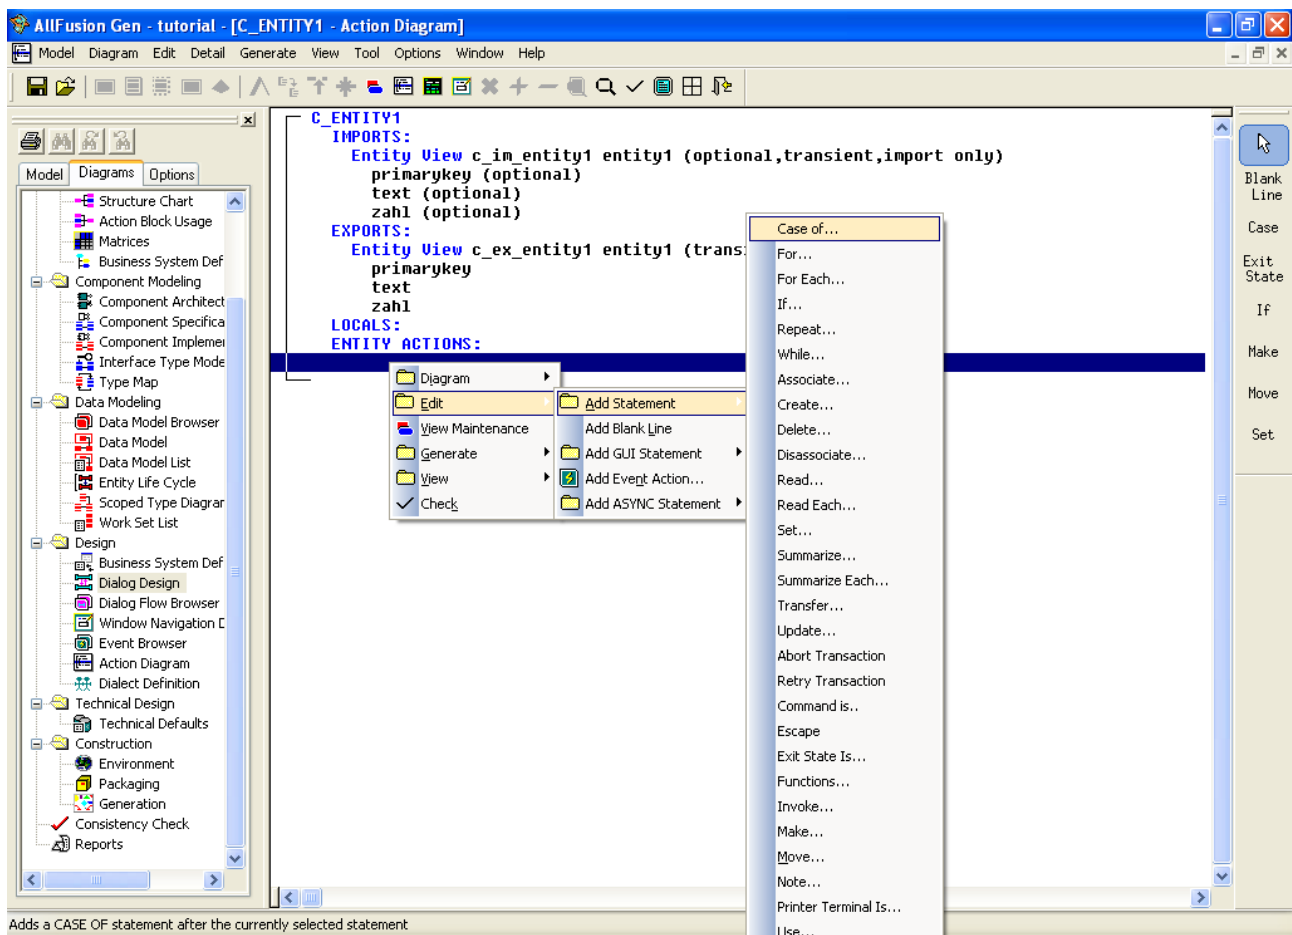 AllFusion Gen - tutorial - [C_ENTITY1 - Action Diagram]
Model Diagram Edit Detail Generate View Tool Options Window Help
Model Diagrams Options
Structure Chart
Action Block Usage
Matrices
Business System Def
Component Modeling
Component Architect
Component Specifica
Component Implemer
Interface Type Mode
Type Map
Data Modeling
Data Model Browser
Data Model
Data Model List
Entity Life Cycle
Scoped Type Diagrar
Work Set List
Design
Business System Def
Dialog Design
Dialog Flow Browser
Window Navigation D
Event Browser
Action Diagram
Dialect Definition
Technical Design
Technical Defaults
Construction
Environment
Packaging
Generation
Consistency Check
Reports
C_ENTITY1
IMPORTS:
Entity View c_im_entity1 entity1 (optional,transient,import only)
primarykey (optional)
text (optional)
zahl (optional)
EXPORTS:
Entity View c_ex_entity1 entity1 (transi
primarykey
text
zahl
LOCALS:
ENTITY ACTIONS:
Diagram
Edit
View Maintenance
Generate
View
Check
Add Statement
Add Blank Line
Add GUI Statement
Add Event Action...
Add ASYNC Statement
Case of...
For...
For Each...
If...
Repeat...
While...
Associate...
Create...
Delete...
Disassociate...
Read...
Read Each...
Set...
Summarize...
Summarize Each...
Transfer...
Update...
Abort Transaction
Retry Transaction
Command is..
Escape
Exit State Is...
Functions...
Invoke...
Make...
Move...
Note...
Printer Terminal Is...
Use...
Blank
Line
Case
Exit
State
If
Make
Move
Set
Adds a CASE OF statement after the currently selected statement